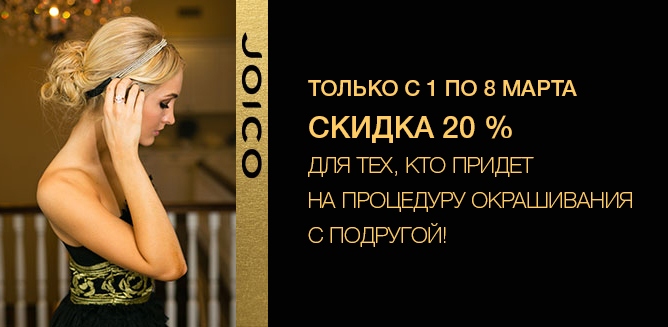 JOICO
ТОЛЬКО С 1 ПО 8 МАРТА
СКИДКА 20 %
ДЛЯ ТЕХ, КТО ПРИДЕТ
НА ПРОЦЕДУРУ ОКРАШИВАНИЯ
С ПОДРУГОЙ!